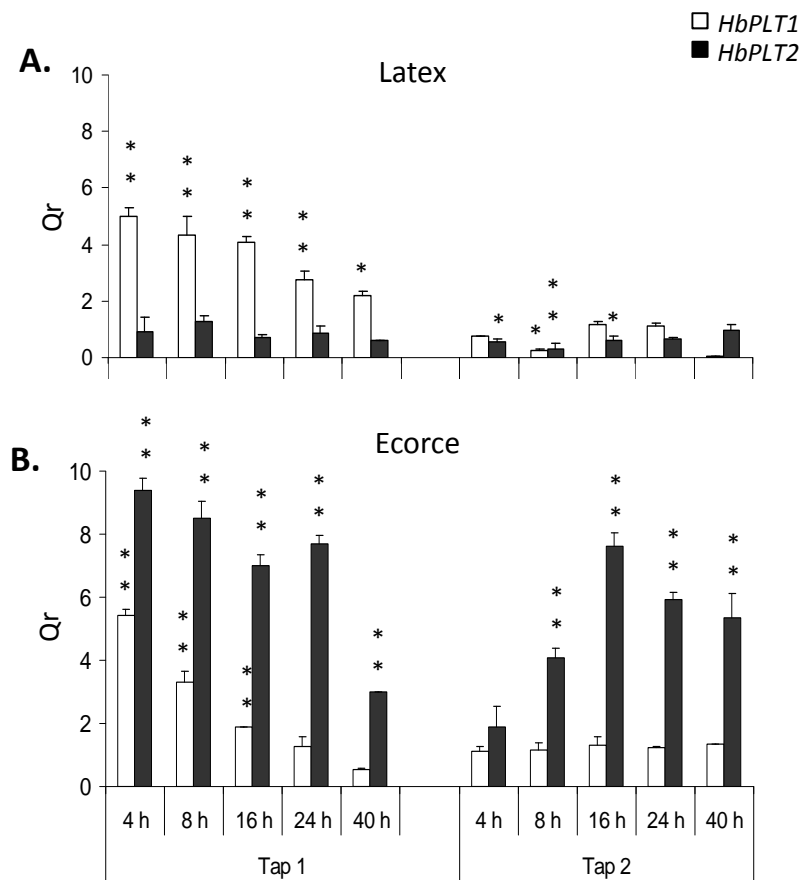 HbPLT1
HbPLT2
A.
Latex
10
8
6
4
2
0
Qr
* * * * * * * * *
* * * * * * * *
B.
Ecorce
10
8
6
4
2
0
Qr
* * * * * * * * *
* * * * * * *
* * * * * *
4 h 8 h 16 h 24 h 40 h 4 h 8 h 16 h 24 h 40 h
Tap 1 Tap 2